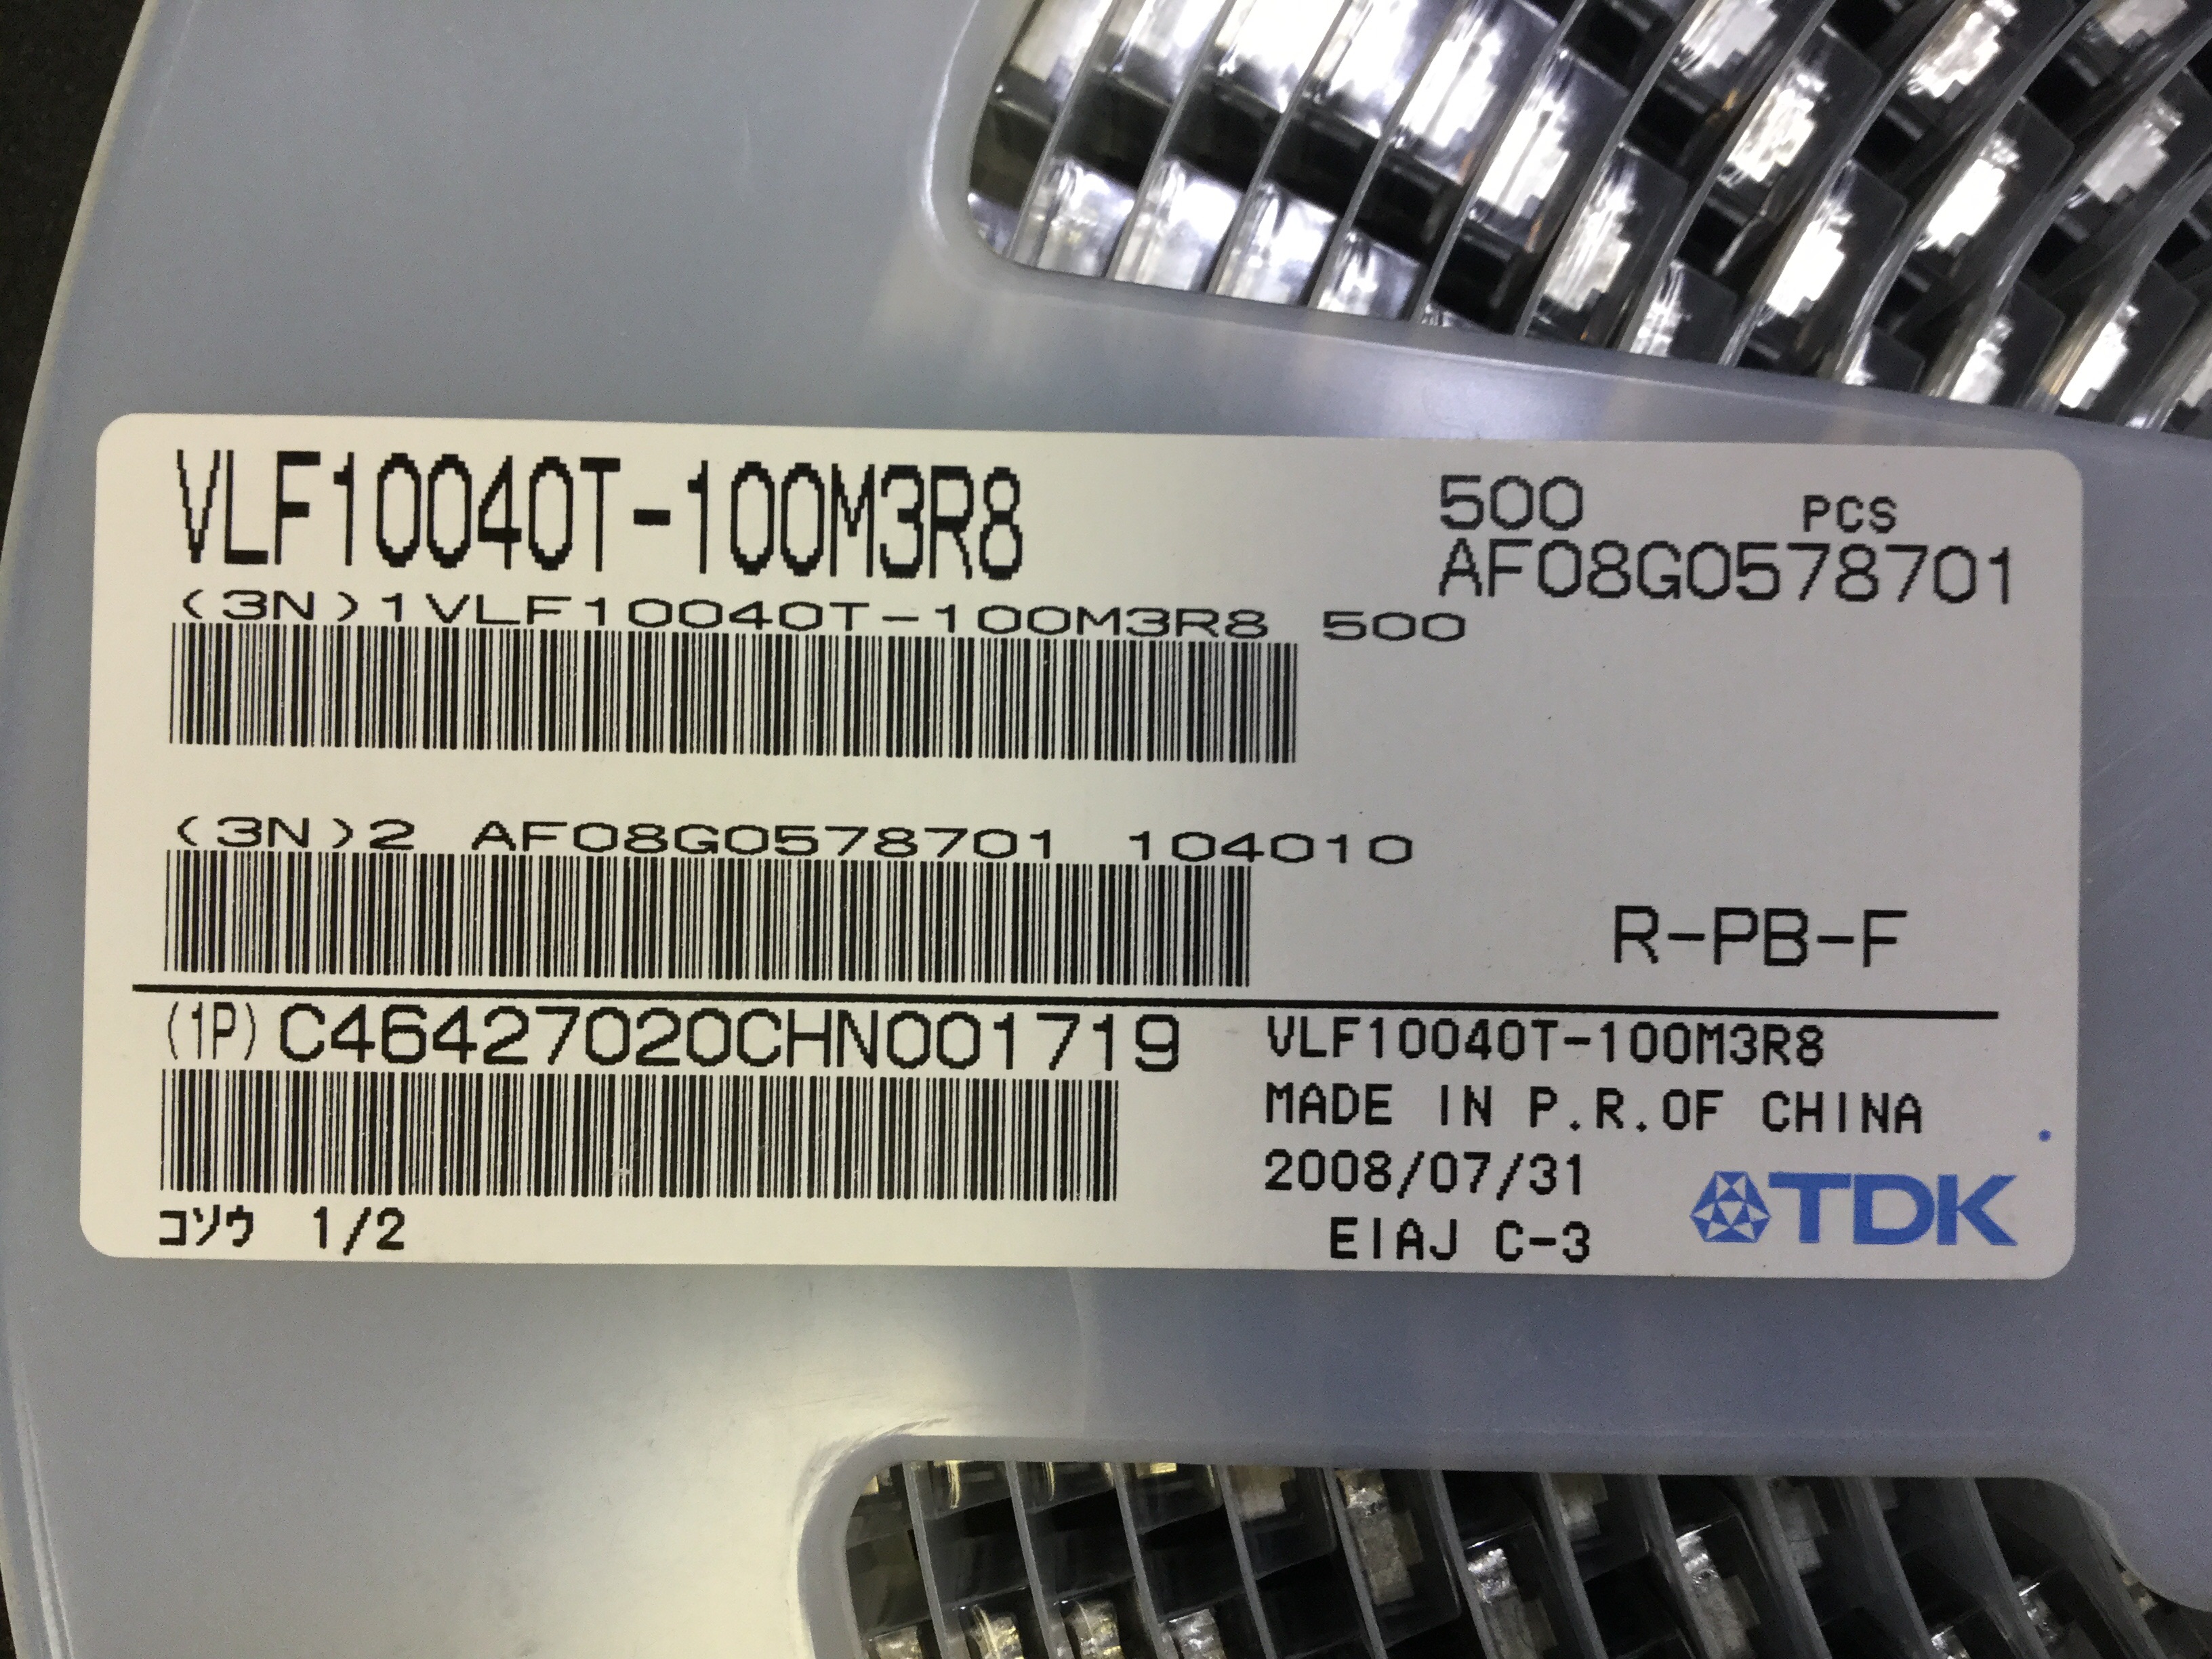 VLF10040T-100M3R8
500 PCS
AF08G0578701
(3N)1VLF10040T-100M3R8 500
(3N)2 AF08G0578701 104010
R-PB-F
(1P)C46427020CHN001719
VLF10040T-100M3R8
MADE IN P.R.OF CHINA
2008/07/31
TDK
コソウ 1/2
EIAJ C-3